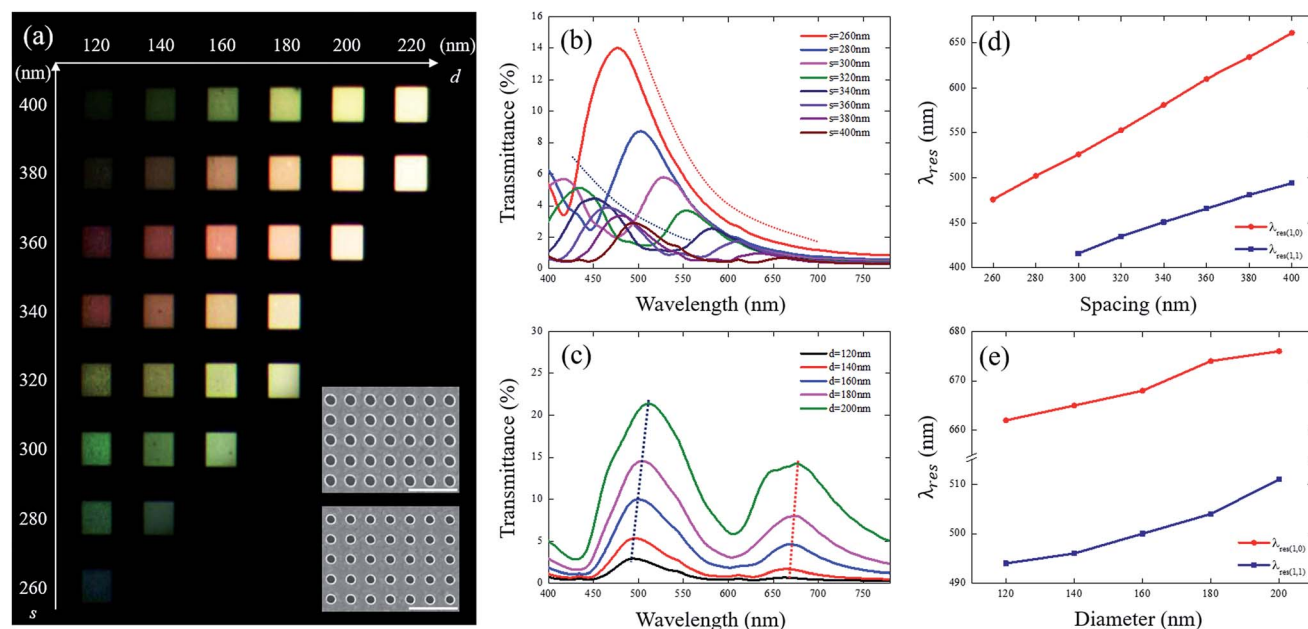 (a)
120 140 160 180 200 220 (nm)
(nm)
d
400
380
360
340
320
300
280
260
s
(b)
16
14
12
10
8
6
4
2
0
Transmittance (%)
s=260nm
s=280nm
s=300nm
s=320nm
s=340nm
s=360nm
s=380nm
s=400nm
400 450 500 550 600 650 700 750
Wavelength (nm)
(c)
30
25
20
15
10
5
0
Transmittance (%)
d=120nm
d=140nm
d=160nm
d=180nm
d=200nm
400 450 500 550 600 650 700 750
Wavelength (nm)
(d)
650
600
550
500
450
400
λres (nm)
λres(1,0)
λres(1,1)
260 280 300 320 340 360 380 400
Spacing (nm)
(e)
680
670
660
510
500
490
λres (nm)
λres(1,0)
λres(1,1)
120 140 160 180 200
Diameter (nm)